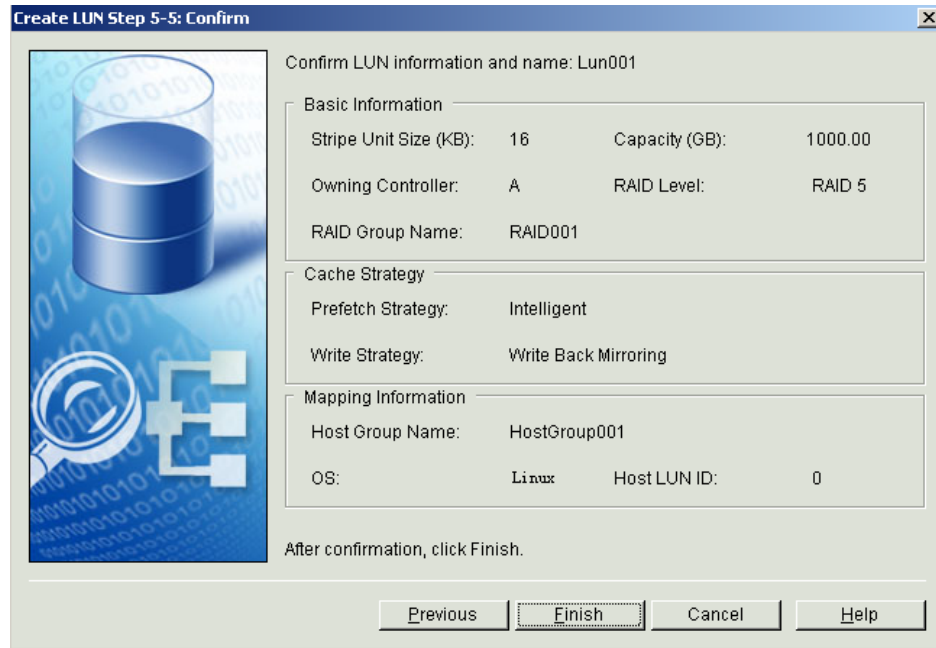 Create LUN Step 5-5: Confirm
Confirm LUN information and name: Lun001
Basic Information
Stripe Unit Size (KB): 16 Capacity (GB): 1000.00
Owning Controller: A RAID Level: RAID 5
RAID Group Name: RAID001
Cache Strategy
Prefetch Strategy: Intelligent
Write Strategy: Write Back Mirroring
Mapping Information
Host Group Name: HostGroup001
OS: Linux Host LUN ID: 0
After confirmation, click Finish.
Previous Finish Cancel Help